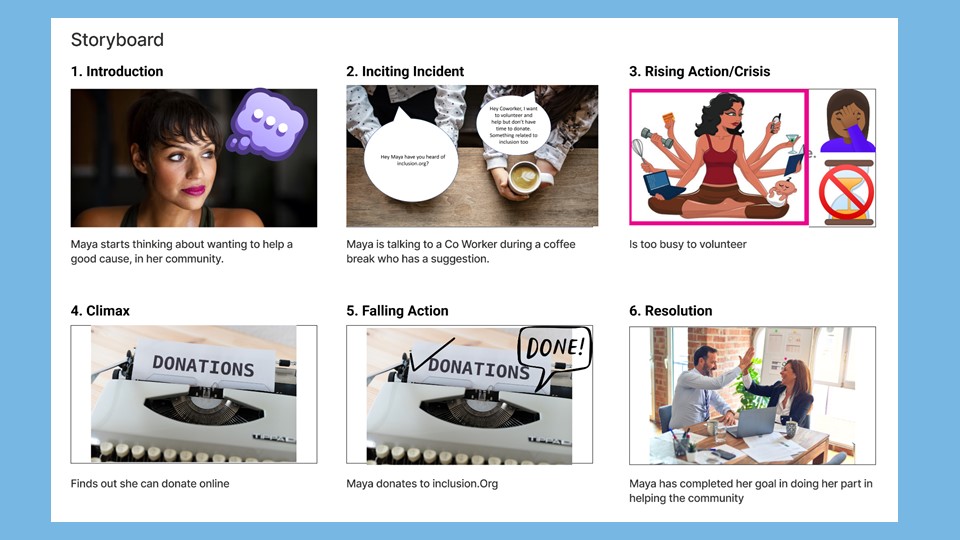 Storyboard
1. Introduction
2. Inciting Incident
3. Rising Action/Crisis
Hey Maya have you heard of
inclusion.org?
Hey Coworker, I want
to volunteer and
help but don't have
time to donate.
Something related to
inclusion too
e.
Maya starts thinking about wanting to help a
good cause, in her community.
Maya is talking to a Co Worker during a coffee
break who has a suggestion.
Is too busy to volunteer
4. Climax
5. Falling Action
6. Resolution
DONATIONS
DONATIONS
DONE!
Finds out she can donate online
Maya donates to inclusion.Org
Maya has completed her goal in doing her part in
helping the community